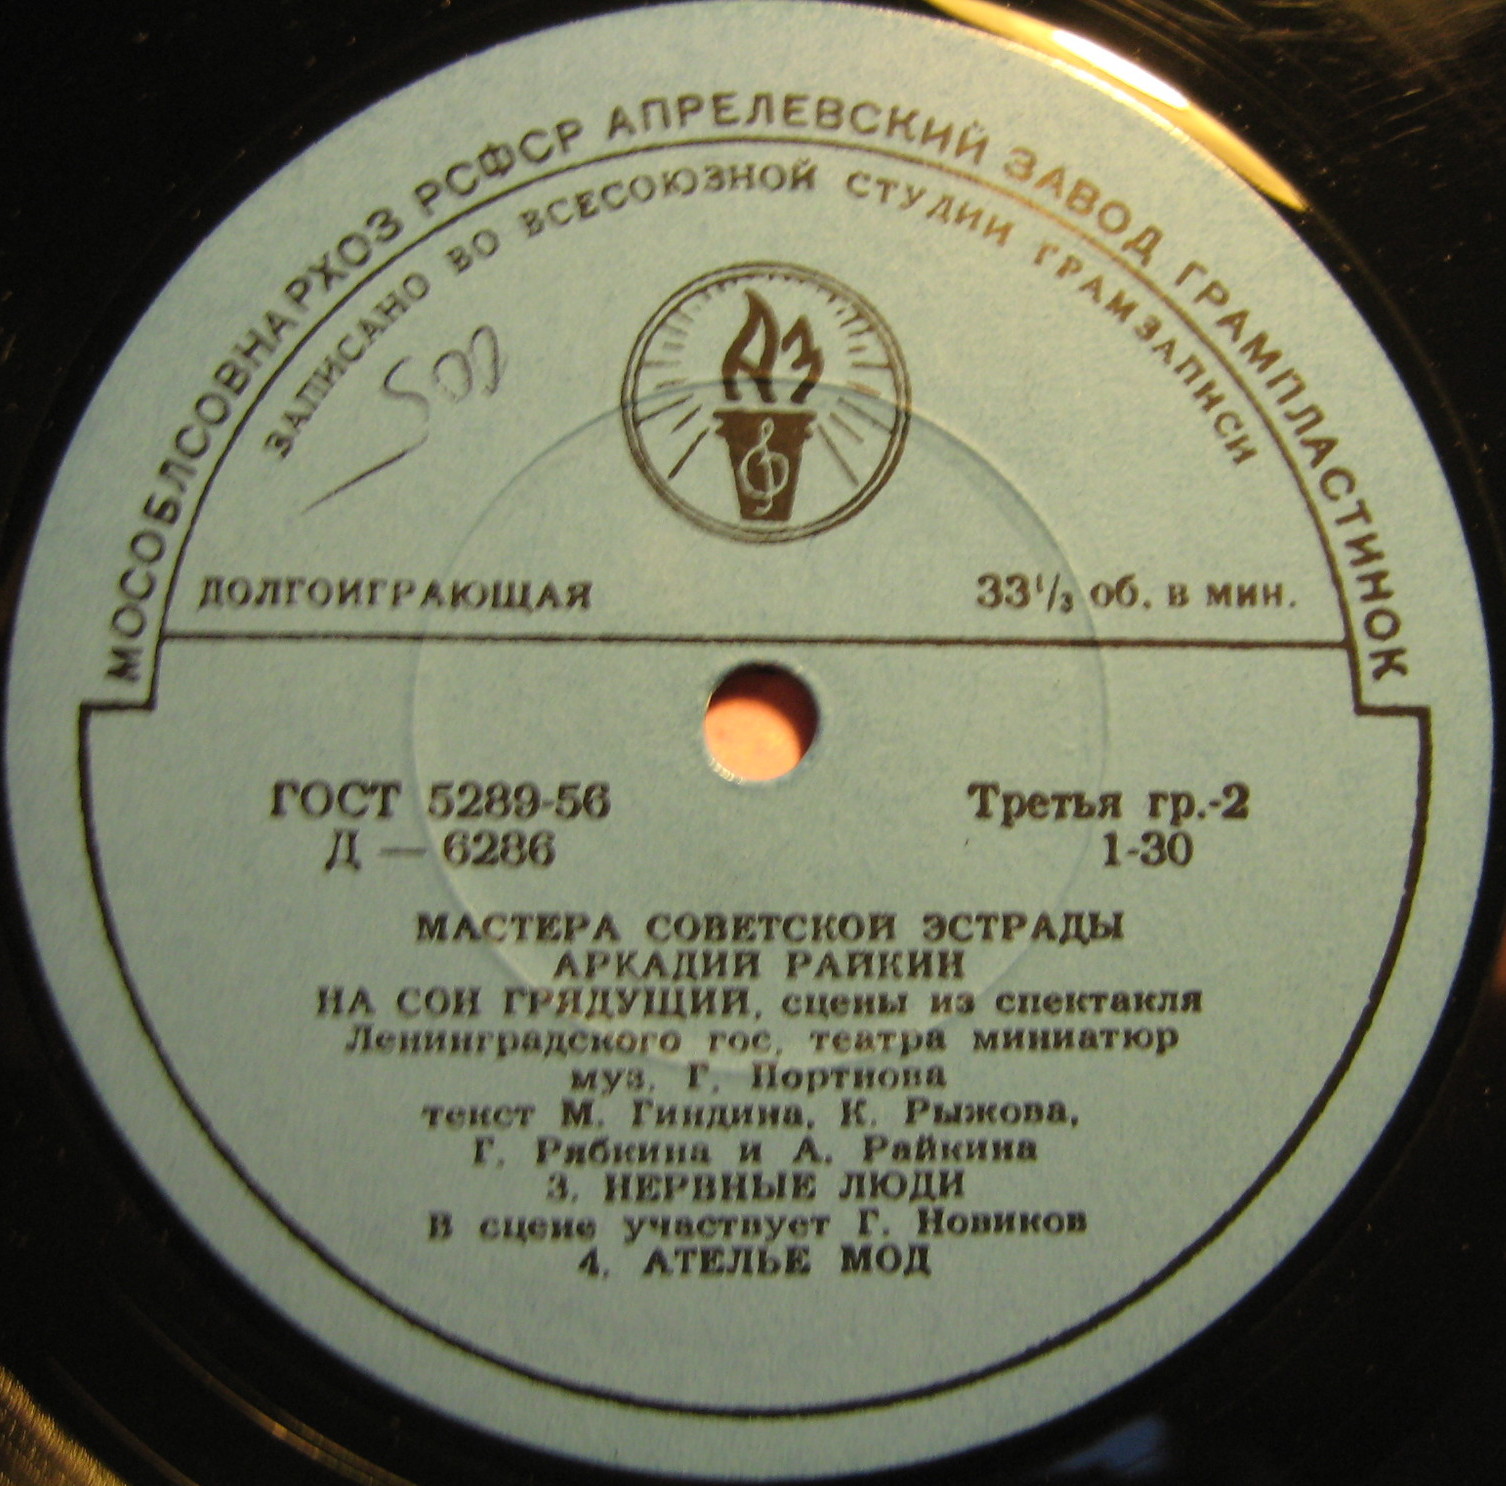 МОСОБЛСОВНАРХОЗ РСФСР АПРЕЛЕВСКИЙ ЗАВОД ГРАМПЛАСТИНОК
ЗАПИСАНО ВО ВСЕСОЮЗНОЙ СТУДИИ ГРАМЗАПИСИ
АЗ
ДОЛГОИГРАЮЩАЯ 33 1/3 об. в мин.
ГОСТ 5289-56 Третья гр.-2
Д — 6286 1-30
МАСТЕРА СОВЕТСКОЙ ЭСТРАДЫ
АРКАДИЙ РАЙКИН
НА СОН ГРЯДУЩИЙ, сцены из спектакля
Ленинградского гос. театра миниатюр
муз. Г. Портнова
текст М. Гиндина, К. Рыжова,
Г. Рябкина и А. Райкина
3. НЕРВНЫЕ ЛЮДИ
В сцене участвует Г. Новиков
4. АТЕЛЬЕ МОД